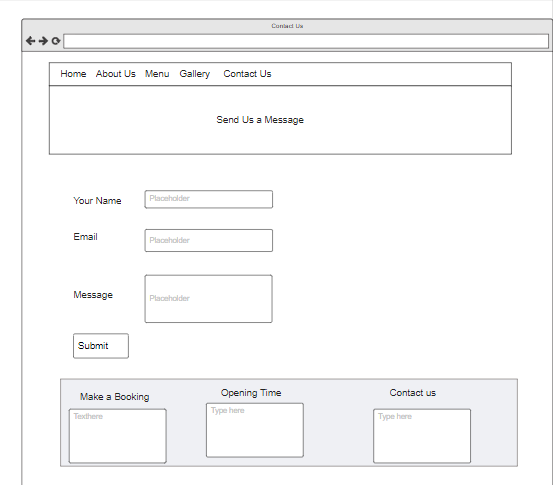 Contact Us
Home About Us Menu Gallery Contact Us
Send Us a Message
Your Name Placeholder
Email Placeholder
Message Placeholder
Submit
Make a Booking Opening Time Contact us
Texthere Type here Type here